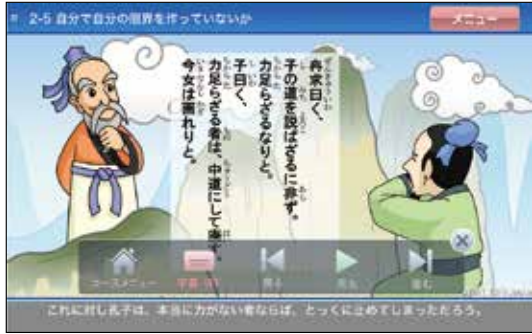 2-5 自分で自分の限界を作っていないか
メニュー
冉求曰く、
子の道を説ばざるに非ず。
力足らざるなりと。
子曰く、
力足らざる者は、中道にして廃す。
今女は画れりと。
コースメニュー
戻る
進む
これに対し孔子は、本当に力がない者ならば、とっくに止めてしまっただろう。